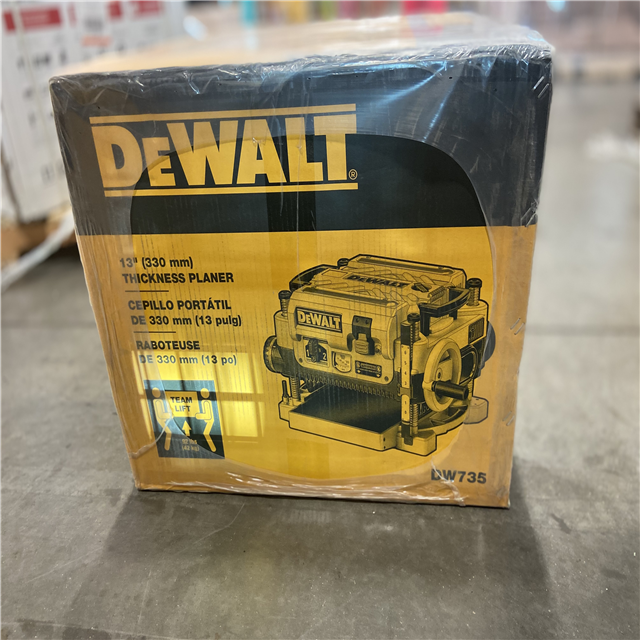 DEWALT®
13" (330 mm)
THICKNESS PLANER
CEPILLO PORTÁTIL
DE 330 mm (13 pulg)
RABOTEUSE
DE 330 mm (13 po)
DEWALT
TEAM
LIFT
DW735